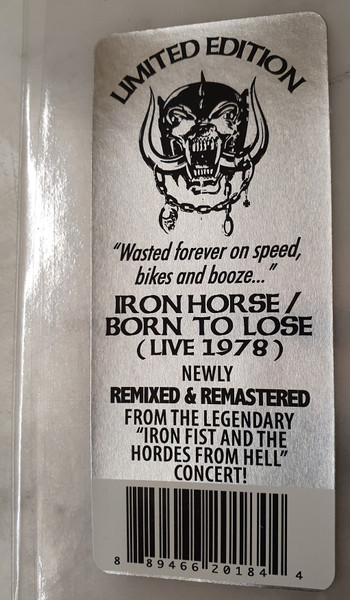 LIMITED EDITION
“Wasted forever on speed,
bikes and booze...”
IRON HORSE /
BORN TO LOSE
( LIVE 1978 )
NEWLY
REMIXED & REMASTERED
FROM THE LEGENDARY
“IRON FIST AND THE
HORDES FROM HELL”
CONCERT!
8 89466 20184 4